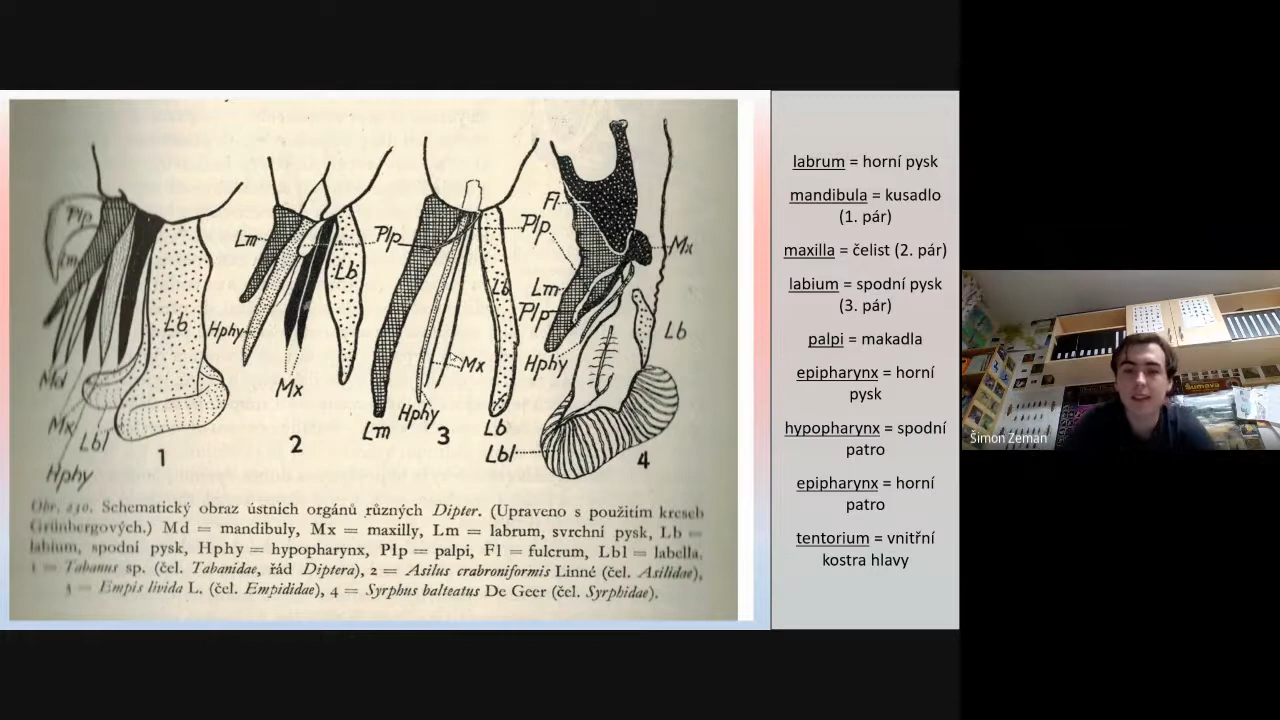 Plp
Lm
Md
Mx
Lbl
Hphy
Lb
1
Lm
Hphy
Mx
Lb
2
Plp
Lm
Hphy
Mx
Lb
Lb
3
Fl
Plp
Lm
Plp
Hphy
Lbl
Mx
Lb
4
Obr. 230. Schematický obraz ústních orgánů různých Dipter. (Upraveno s použitím kreseb
Grünbergových.) Md = mandibuly, Mx = maxilly, Lm = labrum, svrchní pysk, Lb =
labium, spodní pysk, Hphy = hypopharynx, Plp = palpi, Fl = fulcrum, Lbl = labella.
1 = Tabanus sp. (čel. Tabanidae, řád Diptera), 2 = Asilus crabroniformis Linné (čel. Asilidae),
3 = Empis livida L. (čel. Empididae), 4 = Syrphus balteatus De Geer (čel. Syrphidae).
labrum = horní pysk
mandibula = kusadlo
(1. pár)
maxilla = čelist (2. pár)
labium = spodní pysk
(3. pár)
palpi = makadla
epipharynx = horní
pysk
hypopharynx = spodní
patro
epipharynx = horní
patro
tentorium = vnitřní
kostra hlavy
Šimon Zeman
Šumava